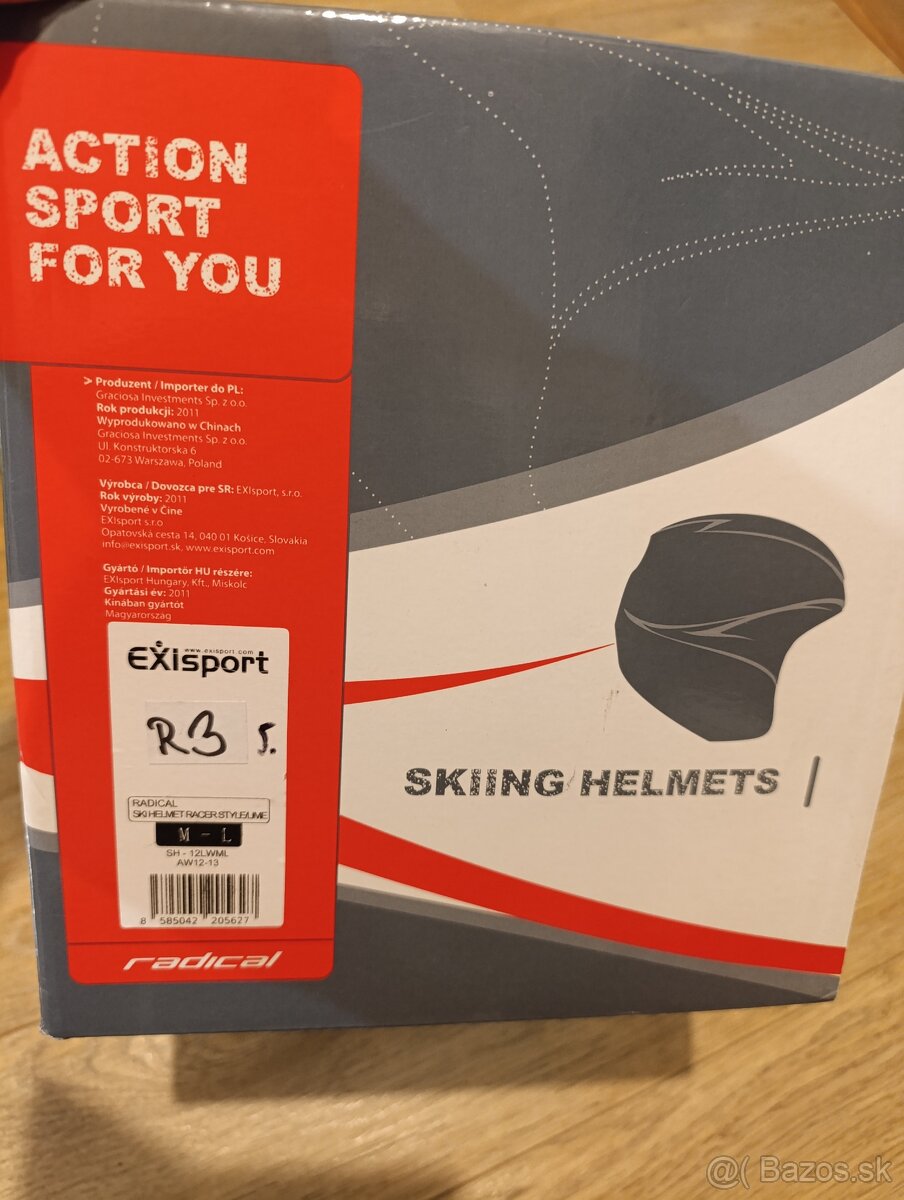 ACTION
SPORT
FOR YOU
> Produzent / Importer do PL:
Graciosa Investments Sp. z o.o.
Rok produkcji: 2011
Wyprodukowano w Chinach
Graciosa Investments Sp. z o.o.
Ul. Konstruktorska 6
02-673 Warszawa, Poland
Výrobca / Dovozca pre SR: EXIsport, s.r.o.
Rok výroby: 2011
Vyrobené v Číne
EXIsport s.r.o
Opatovská cesta 14, 040 01 Košice, Slovakia
info@exisport.sk, www.exisport.com
Gyártó / Importör HU részére:
EXIsport Hungary, Kft., Miskolc
Gyártási év: 2011
Kínában gyártót
Magyarország
www.exisport.com
EXIsport
R3 5.
RADICAL
SKI HELMET RACER STYLE/LIME
M - L
SH - 12LWML
AW12-13
8 585042 205627
radical
SKIING HELMETS
@( Bazos.sk